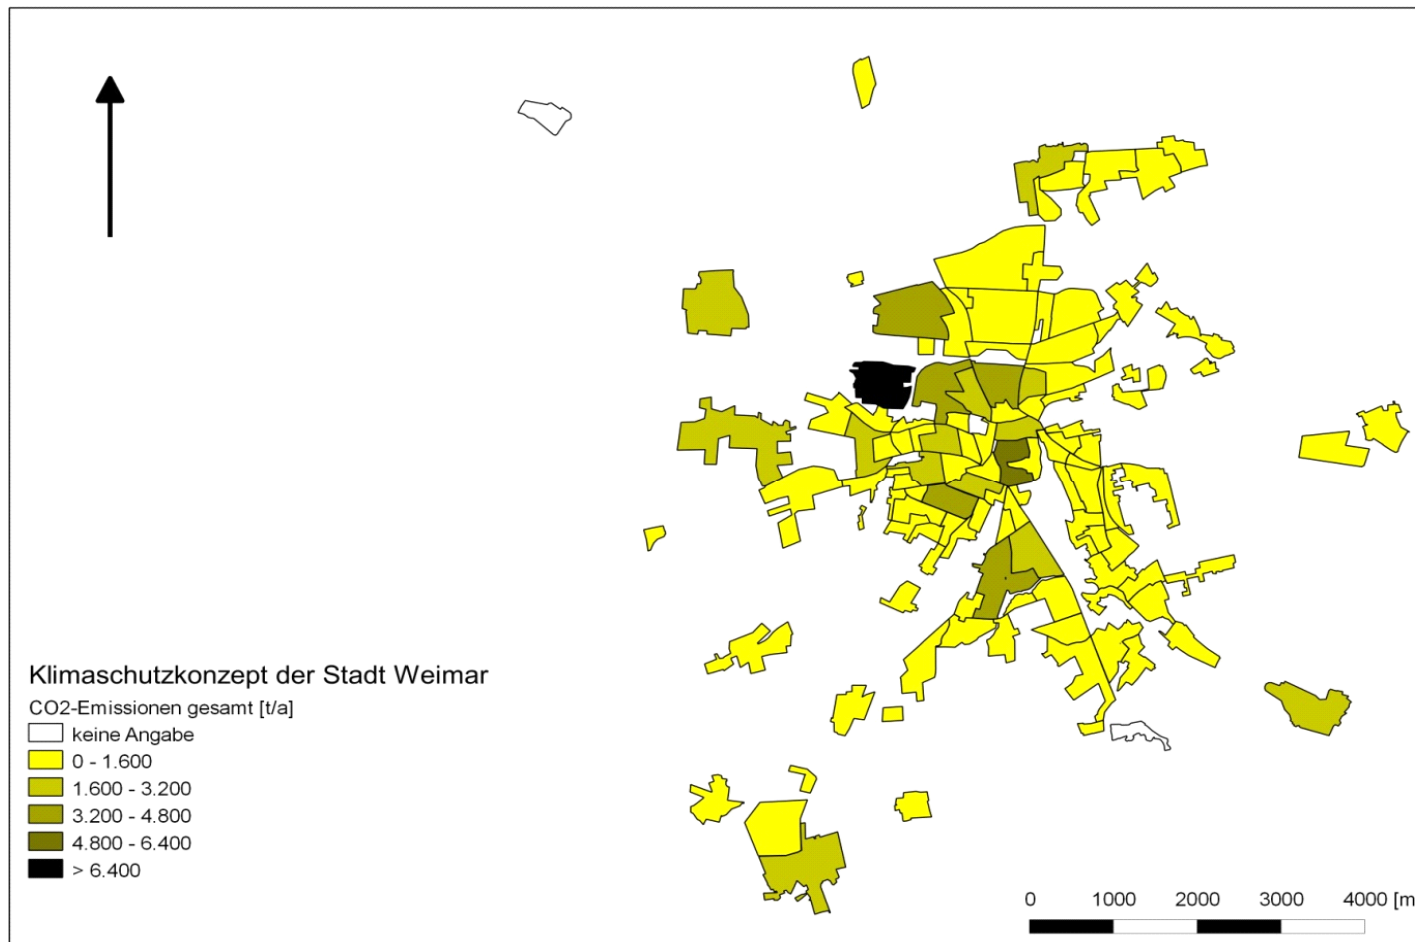 Klimaschutzkonzept der Stadt Weimar
CO2-Emissionen gesamt [t/a]
keine Angabe
0 - 1.600
1.600 - 3.200
3.200 - 4.800
4.800 - 6.400
> 6.400
0 1000 2000 3000 4000 [m